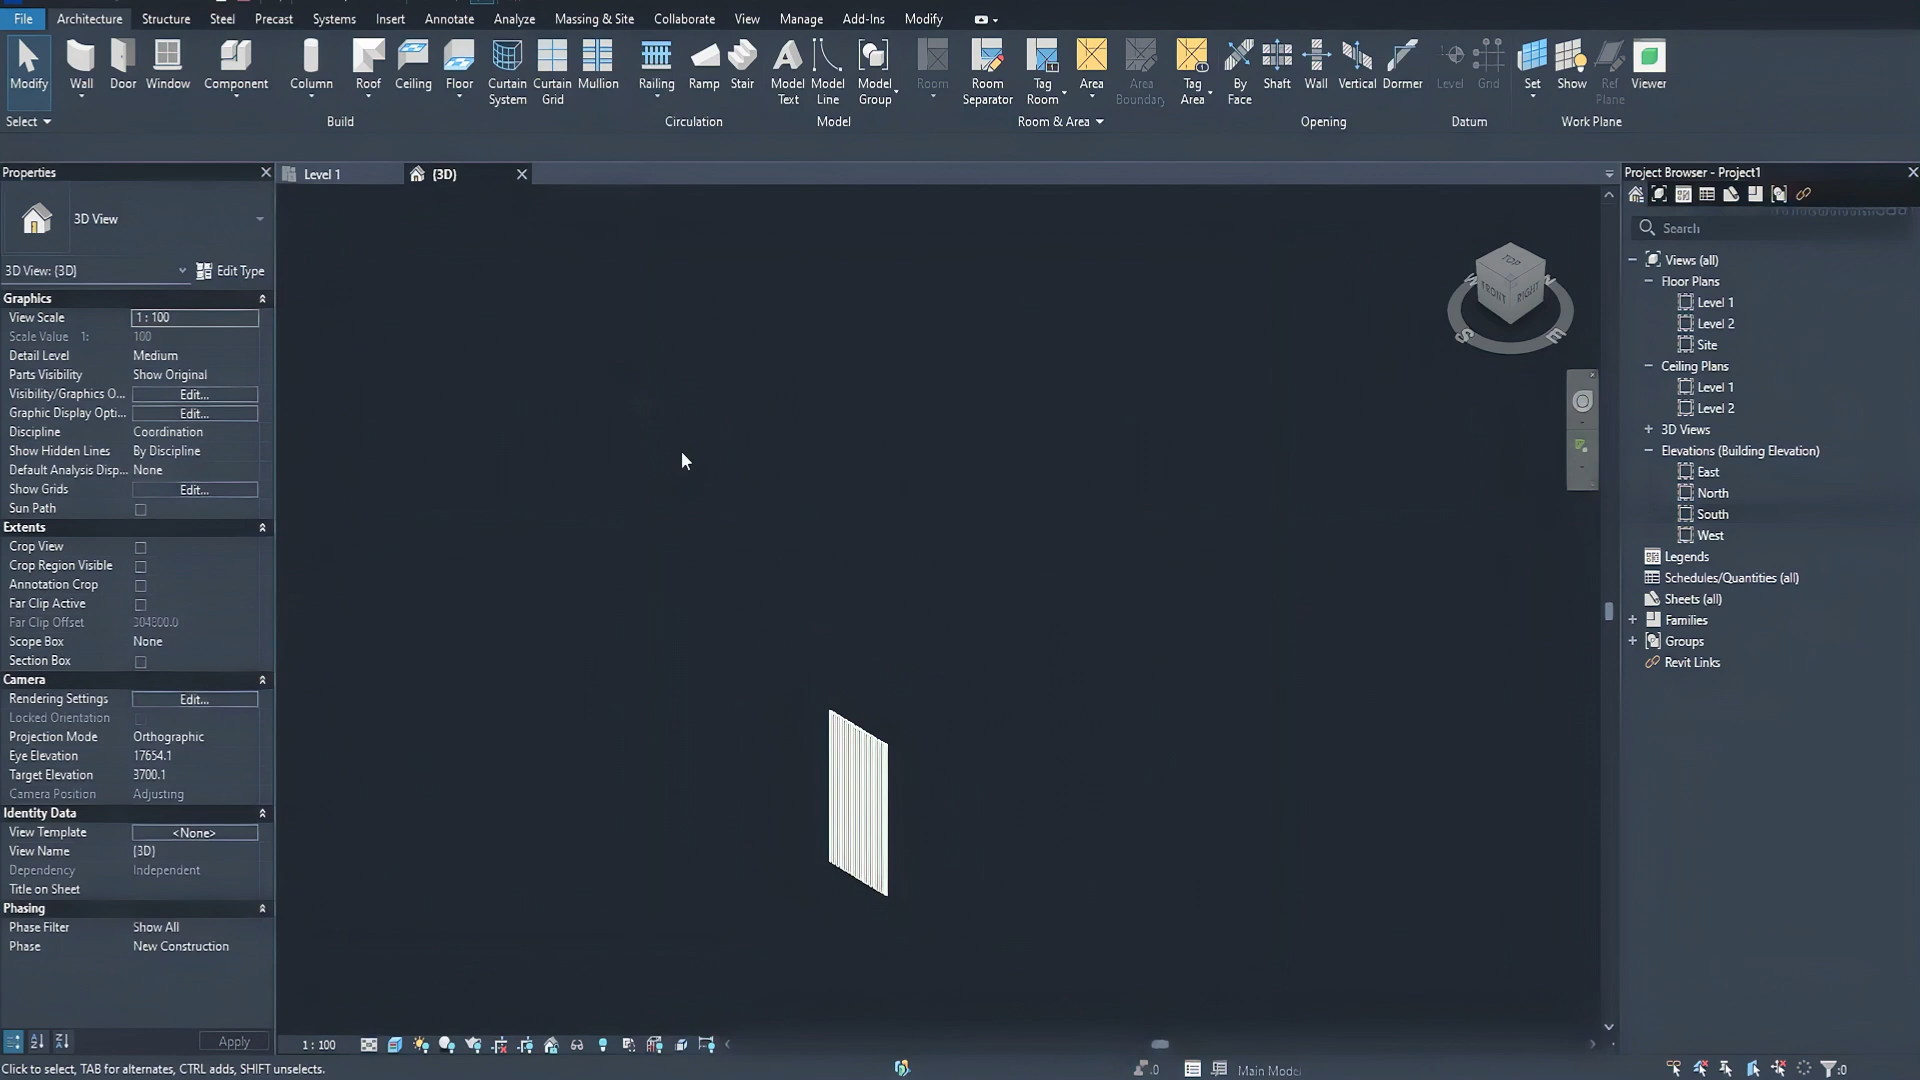 File Architecture Structure Steel Precast Systems Insert Annotate Analyze Massing & Site Collaborate View Manage Add-Ins Modify
Modify Wall Door Window Component Column Roof Ceiling Floor Curtain System Curtain Grid Mullion Railing Ramp Stair Model Text Model Line Model Group Room Room Separator Tag Room Area Area Boundary Tag Area By Face Shaft Wall Vertical Dormer Level Grid Set Show Ref Plane Viewer
Select Build Circulation Model Room & Area Opening Datum Work Plane
Properties
Level 1
{3D}
Project Browser - Project1
3D View
3D View: {3D}
Edit Type
Graphics
View Scale 1 : 100
Scale Value 1: 100
Detail Level Medium
Parts Visibility Show Original
Visibility/Graphics O... Edit...
Graphic Display Opti... Edit...
Discipline Coordination
Show Hidden Lines By Discipline
Default Analysis Disp... None
Show Grids Edit...
Sun Path
Extents
Crop View
Crop Region Visible
Annotation Crop
Far Clip Active
Far Clip Offset 304800.0
Scope Box None
Section Box
Camera
Rendering Settings Edit...
Locked Orientation
Projection Mode Orthographic
Eye Elevation 17654.1
Target Elevation 3700.1
Camera Position Adjusting
Identity Data
View Template <None>
View Name {3D}
Dependency Independent
Title on Sheet
Phasing
Phase Filter Show All
Phase New Construction
Apply
TOP
FRONT
RIGHT
S
E
Search
Views (all)
Floor Plans
Level 1
Level 2
Site
Ceiling Plans
Level 1
Level 2
3D Views
Elevations (Building Elevation)
East
North
South
West
Legends
Schedules/Quantities (all)
Sheets (all)
Families
Groups
Revit Links
1 : 100
Click to select, TAB for alternates, CTRL adds, SHIFT unselects.
:0
Main Model
:0